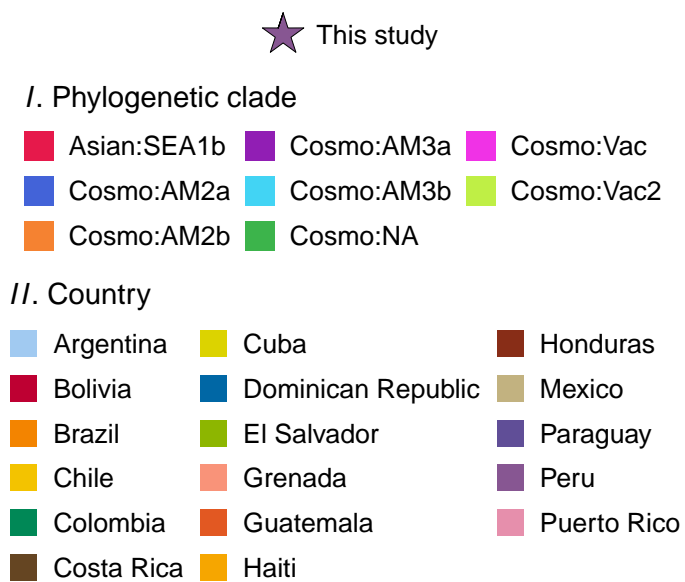 This study
I. Phylogenetic clade
Asian:SEA1b Cosmo:AM3a Cosmo:Vac
Cosmo:AM2a Cosmo:AM3b Cosmo:Vac2
Cosmo:AM2b Cosmo:NA
II. Country
Argentina Cuba Honduras
Bolivia Dominican Republic Mexico
Brazil El Salvador Paraguay
Chile Grenada Peru
Colombia Guatemala Puerto Rico
Costa Rica Haiti